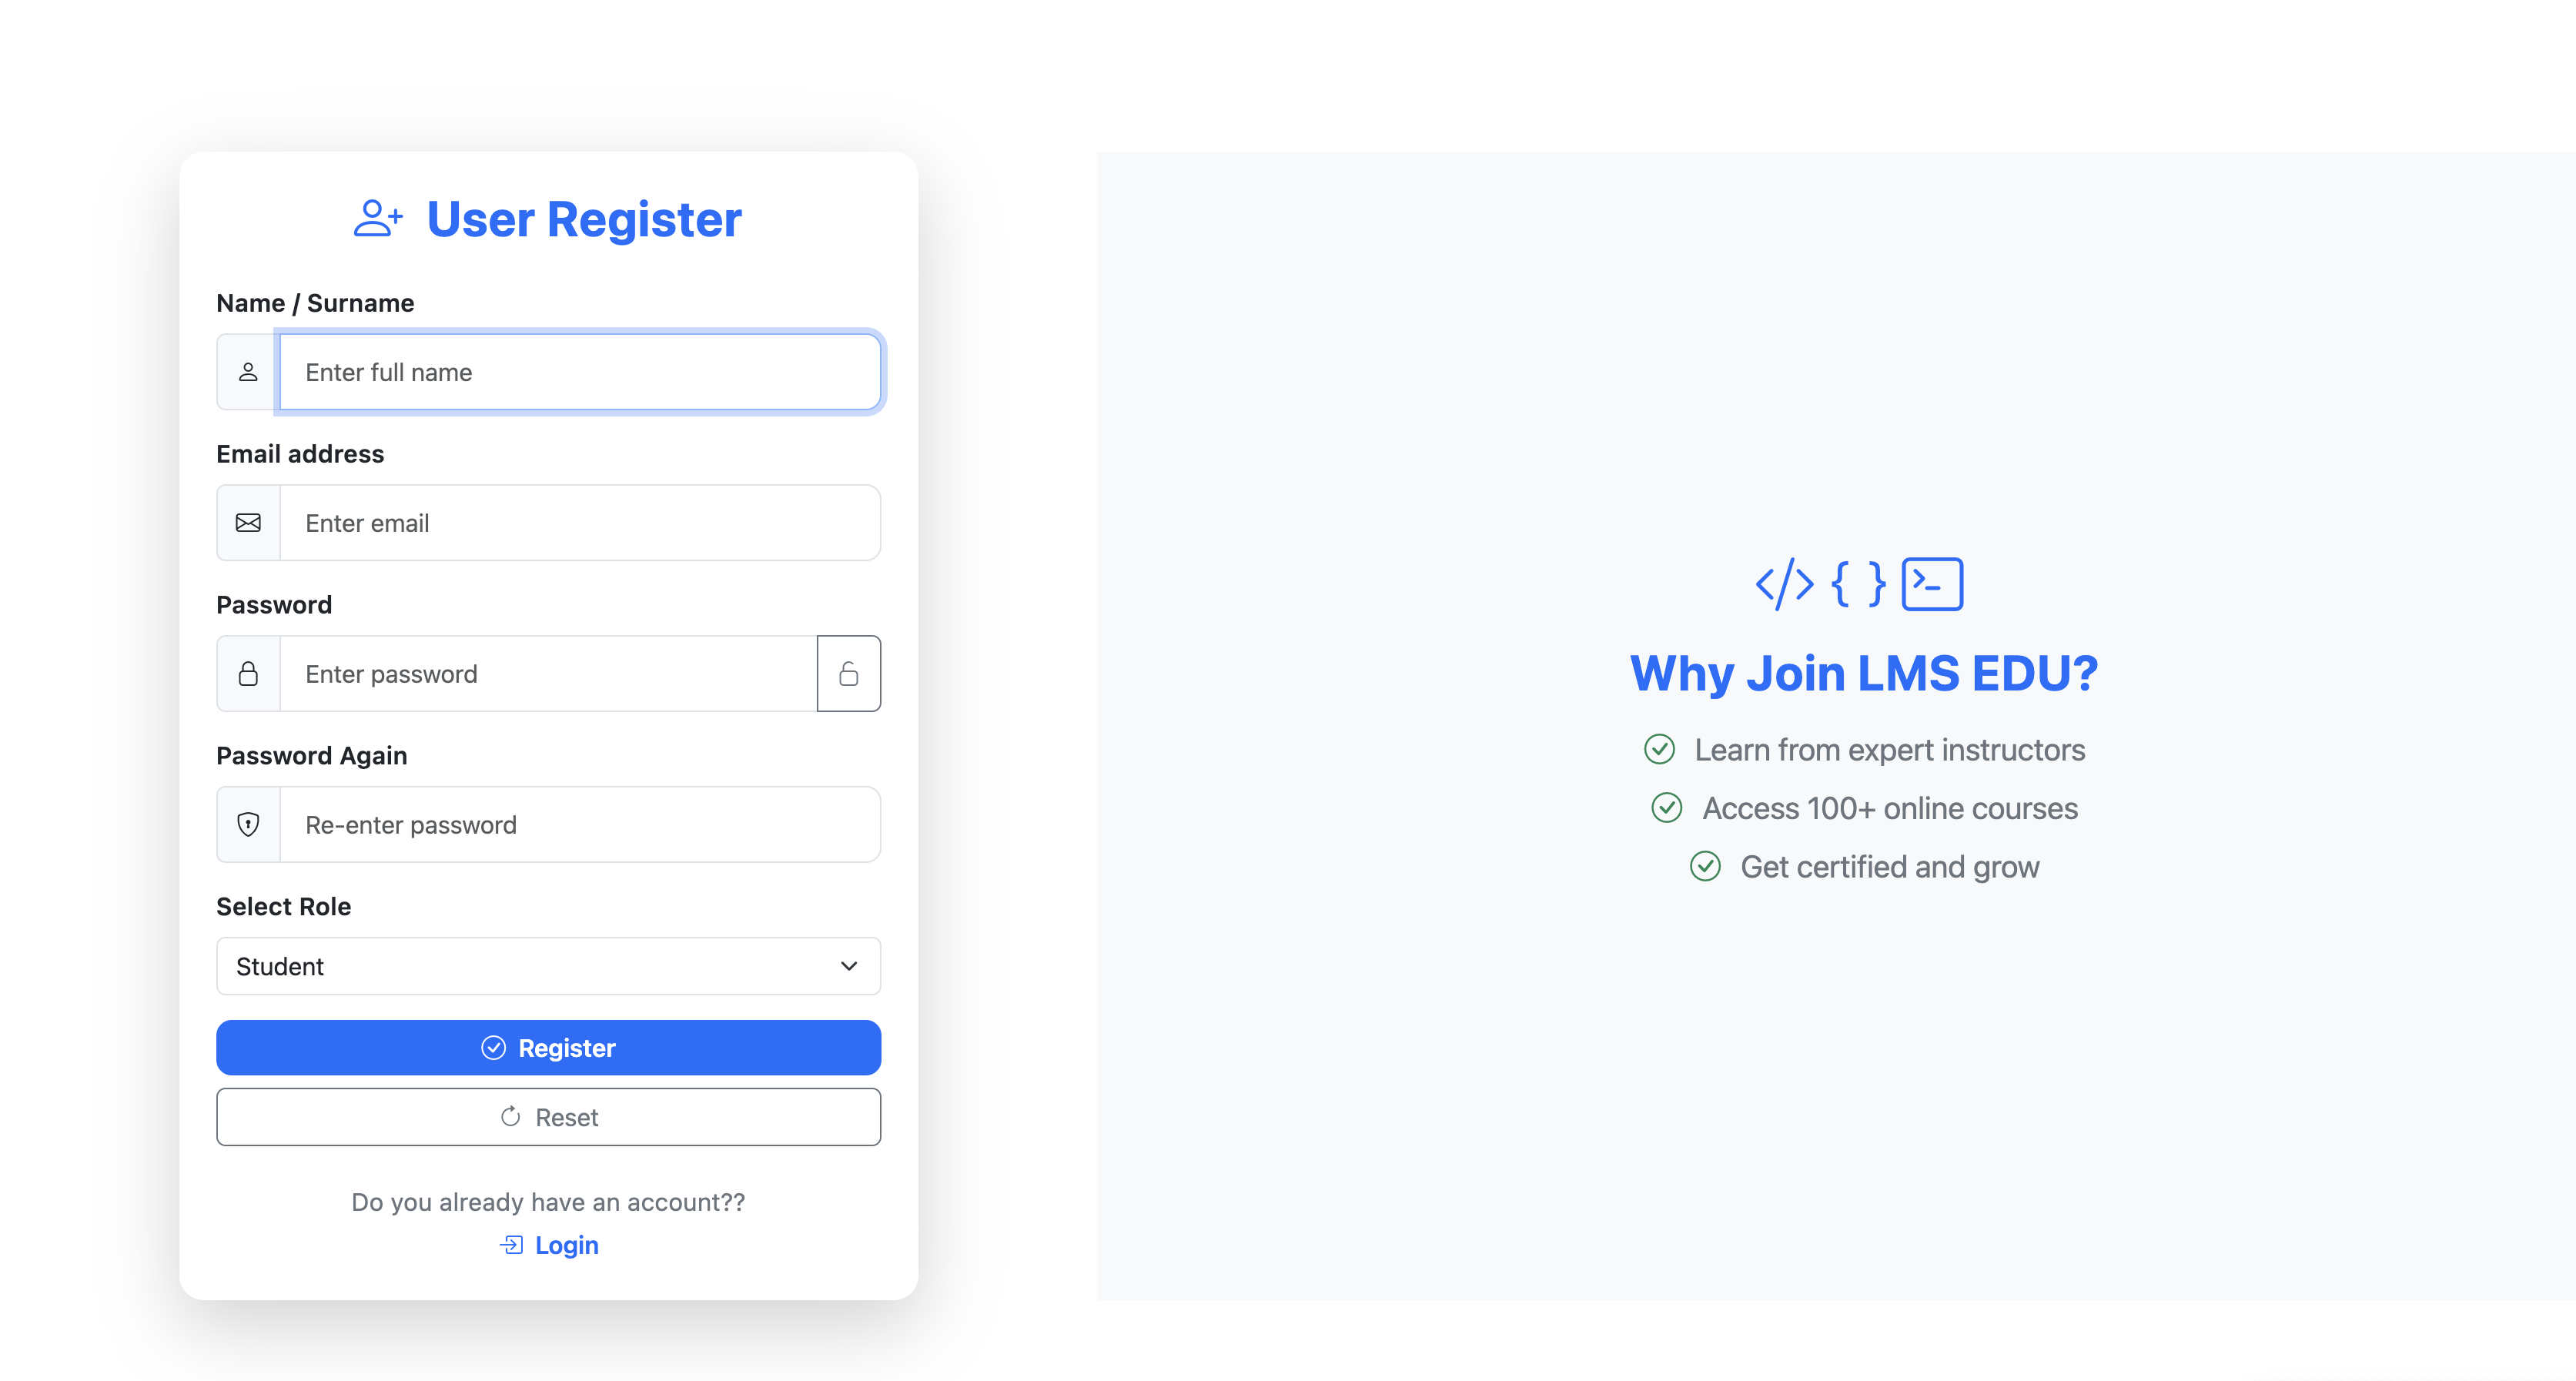 User Register
Name / Surname
Enter full name
Email address
Enter email
Password
Enter password
Password Again
Re-enter password
Select Role
Student
Register
Reset
Do you already have an account??
Login
Why Join LMS EDU?
Learn from expert instructors
Access 100+ online courses
Get certified and grow